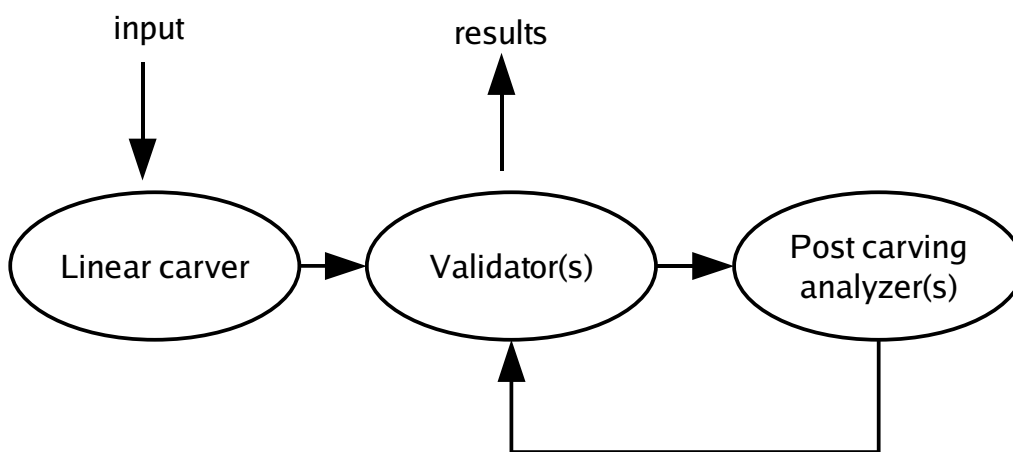 input
results
Linear carver
Validator(s)
Post carving
analyzer(s)